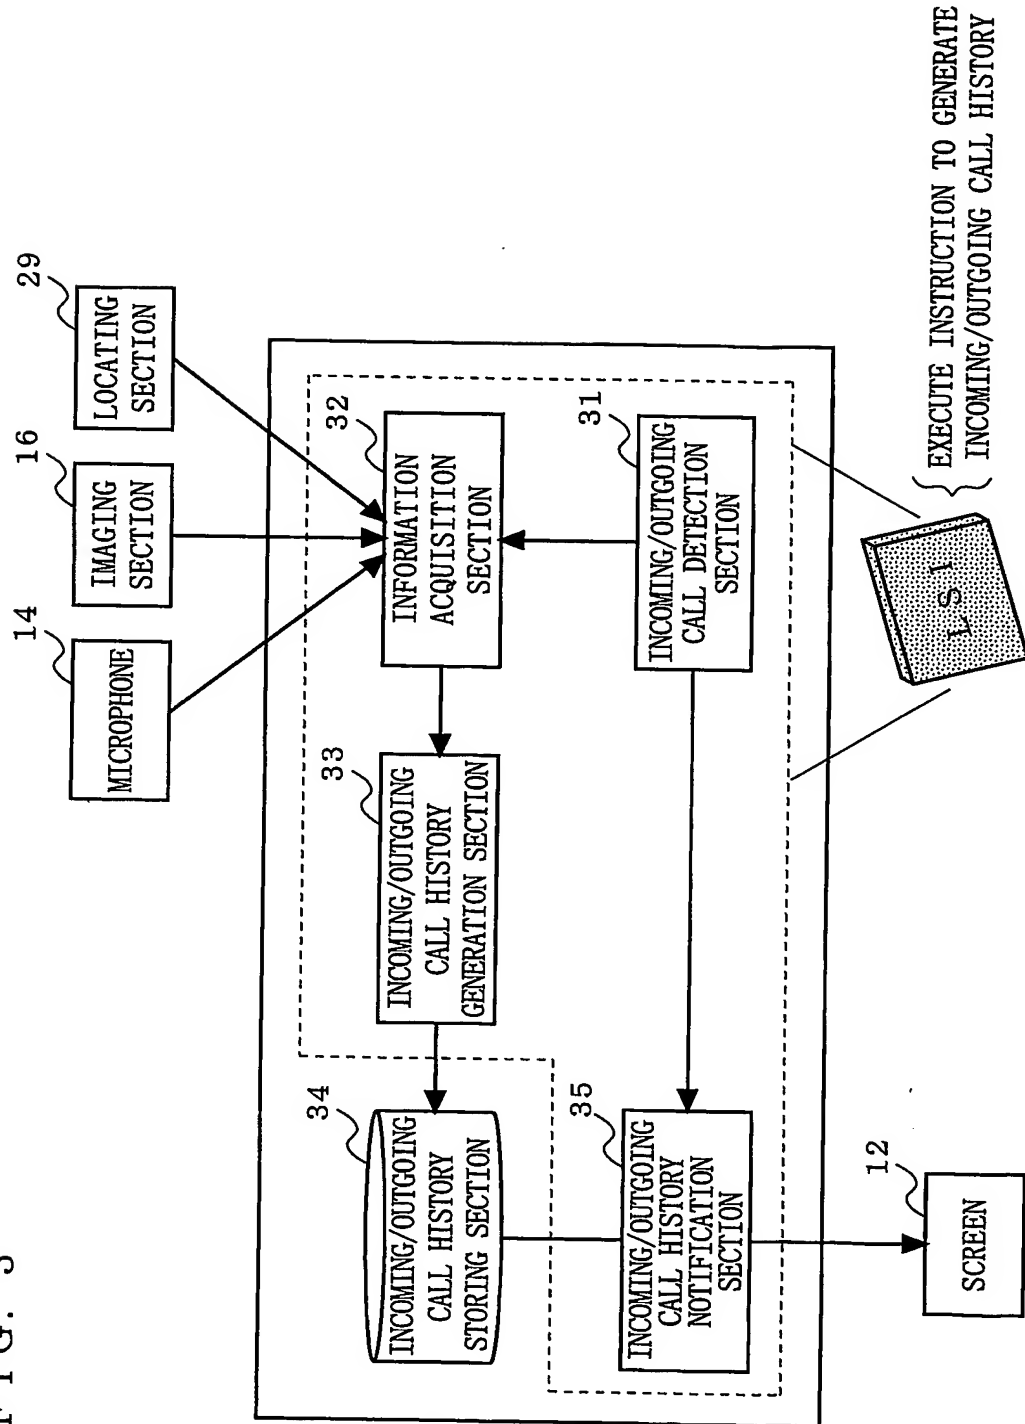 FIG. 3
14
MICROPHONE
16
IMAGING
SECTION
29
LOCATING
SECTION
34
INCOMING/OUTGOING
CALL HISTORY
STORING SECTION
33
INCOMING/OUTGOING
CALL HISTORY
GENERATION SECTION
32
INFORMATION
ACQUISITION
SECTION
35
INCOMING/OUTGOING
CALL HISTORY
NOTIFICATION
SECTION
31
INCOMING/OUTGOING
CALL DETECTION
SECTION
12
SCREEN
LSI
EXECUTE INSTRUCTION TO GENERATE
INCOMING/OUTGOING CALL HISTORY